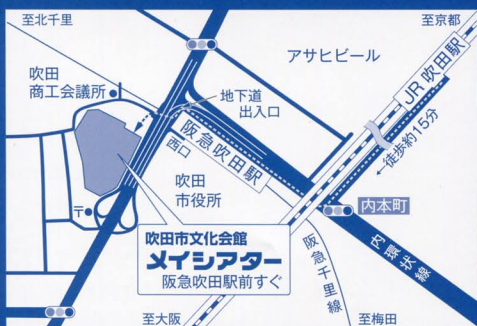 至北千里
至京都
アサヒビール
JR吹田駅
吹田
商工会議所
地下道
出入口
←徒歩約15分
阪急吹田駅
西口
吹田
市役所
〒
内本町
吹田市文化会館
メイシアター
阪急吹田駅前すぐ
阪急千里線
内環状線
至大阪
至梅田